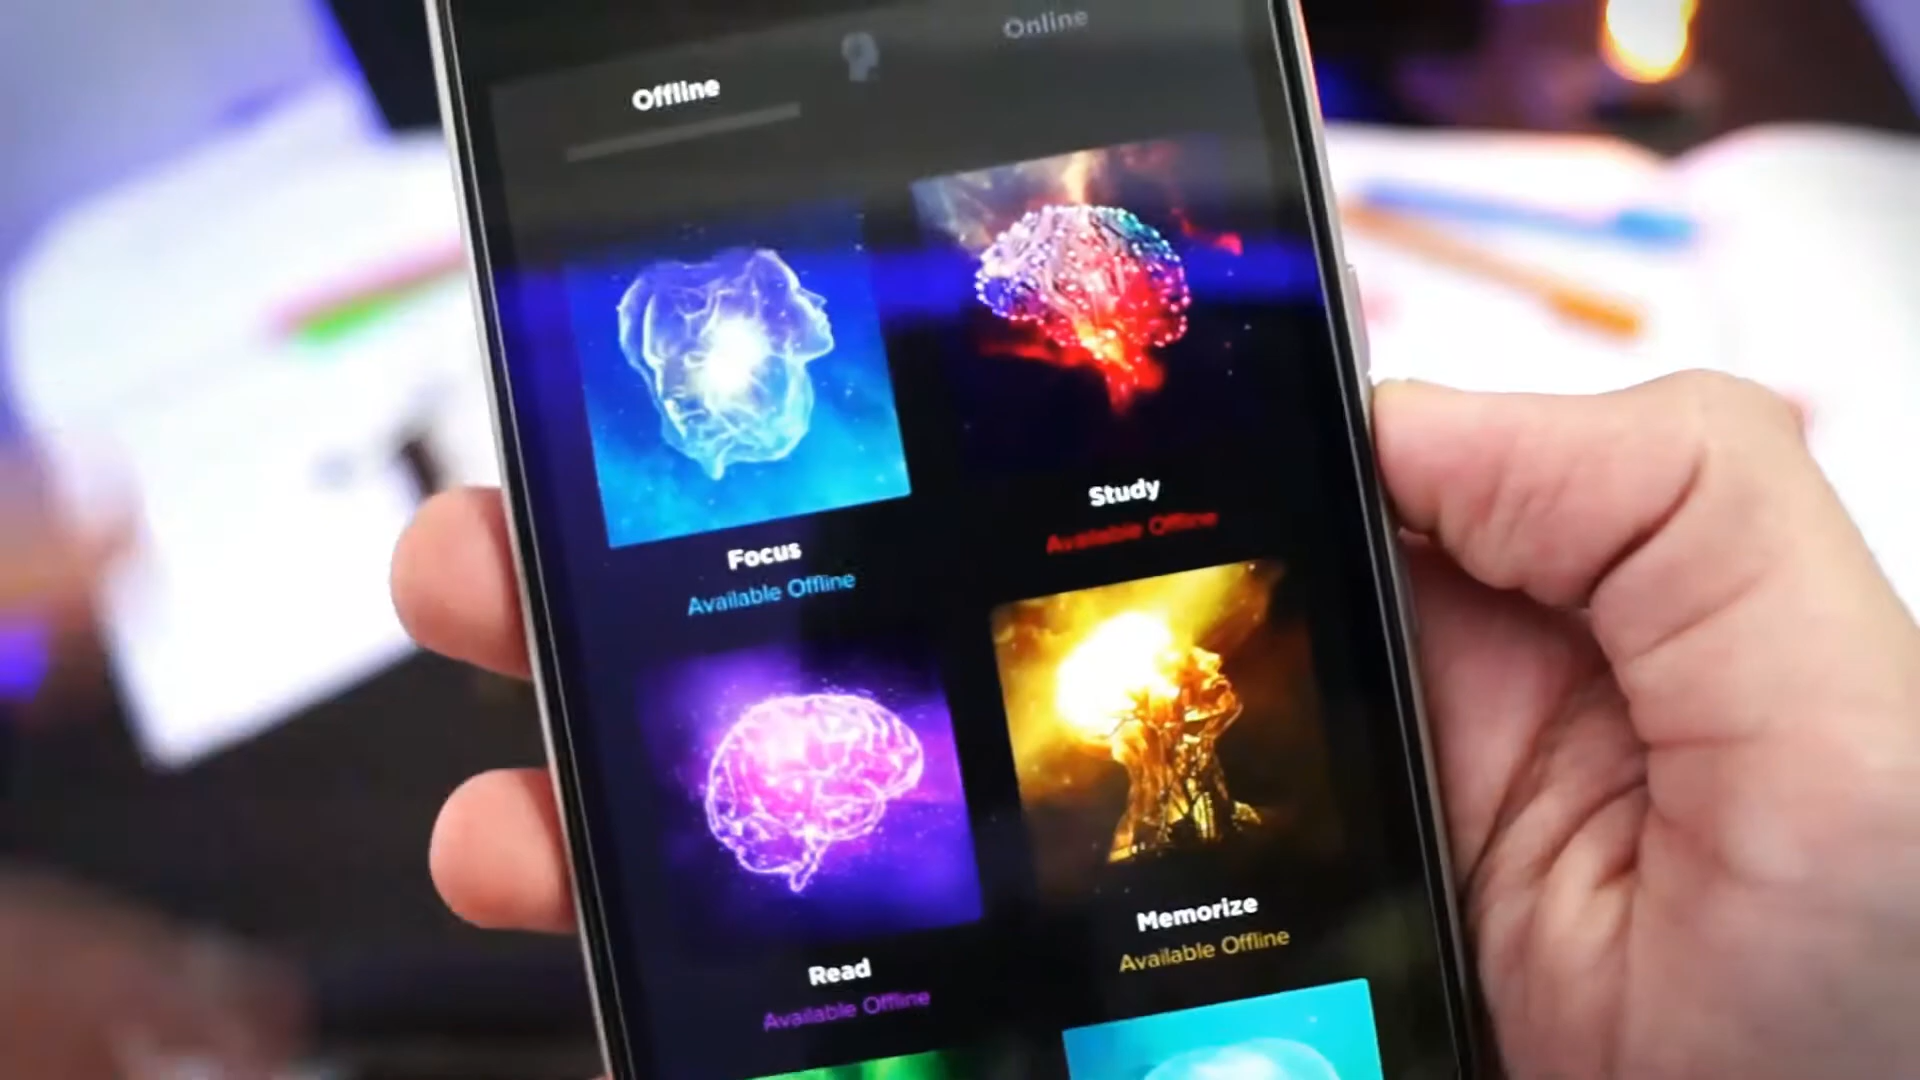 Offline
Online
Focus
Available Offline
Study
Available Offline
Read
Available Offline
Memorize
Available Offline